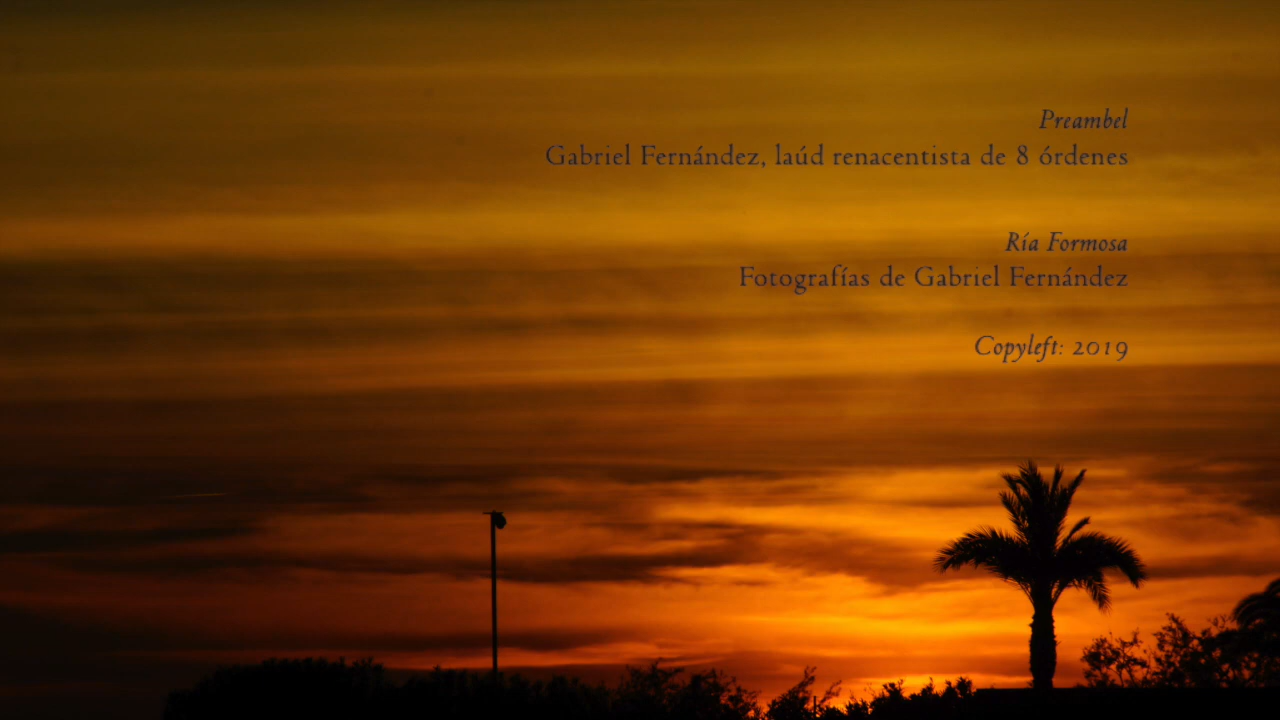 Preambel
Gabriel Fernández, laúd renacentista de 8 órdenes
Ría Formosa
Fotografías de Gabriel Fernández
Copyleft: 2019